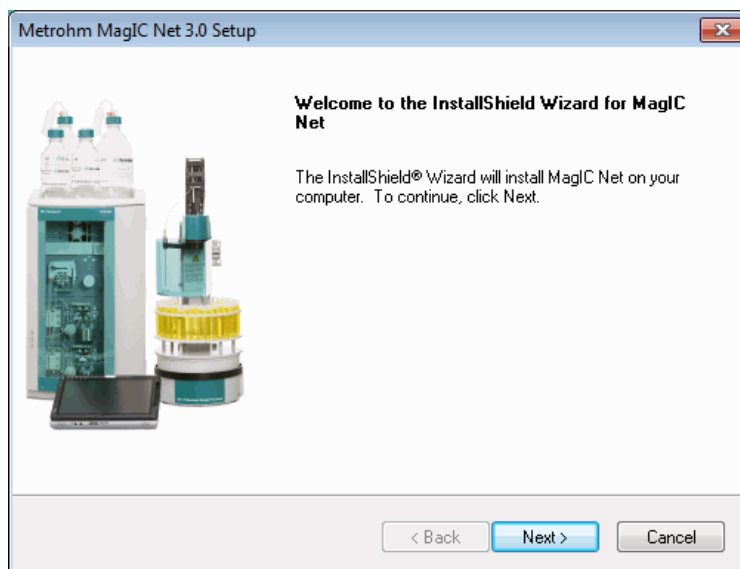 Metrohm MagIC Net 3.0 Setup
Welcome to the InstallShield Wizard for MagIC
Net
The InstallShield® Wizard will install MagIC Net on your
computer. To continue, click Next.
< Back
Next >
Cancel